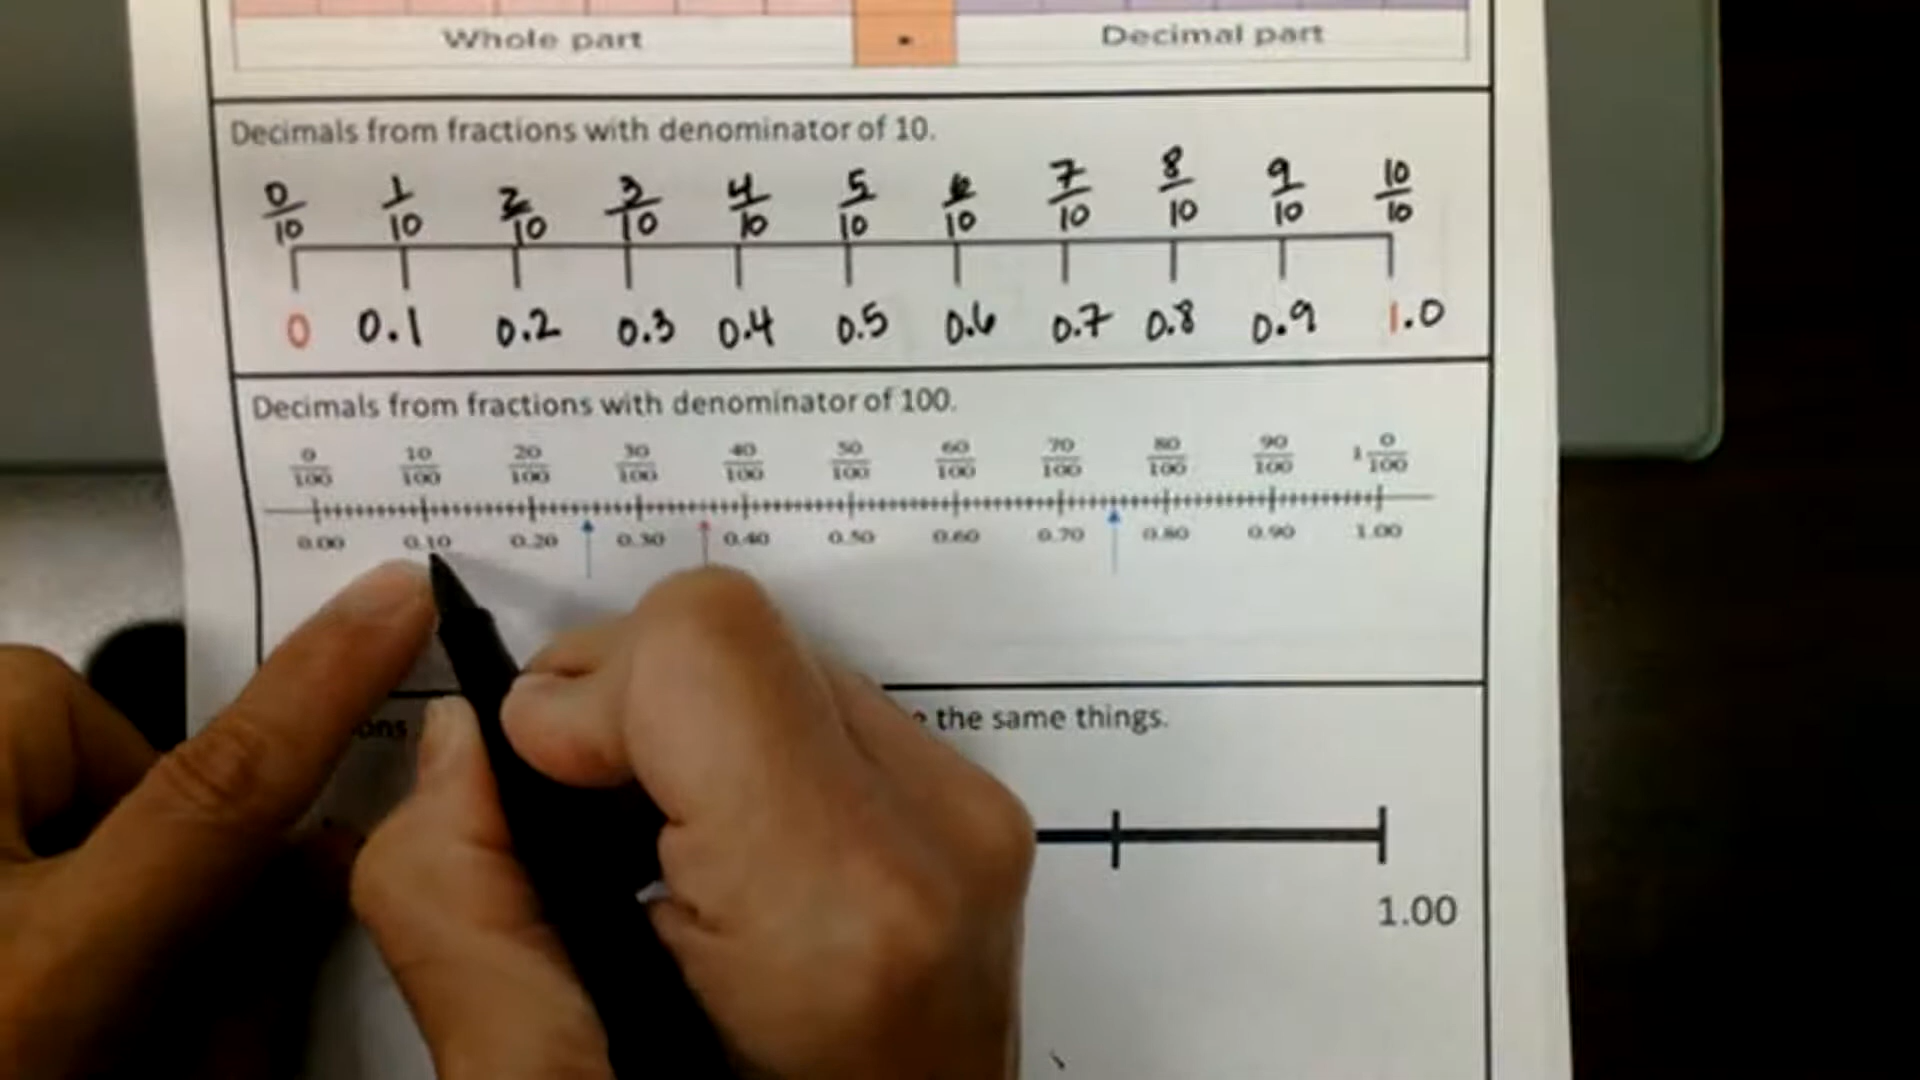 Whole part . Decimal part
Decimals from fractions with denominator of 10.
0/10 1/10 2/10 3/10 4/10 5/10 6/10 7/10 8/10 9/10 10/10
0 0.1 0.2 0.3 0.4 0.5 0.6 0.7 0.8 0.9 1.0
Decimals from fractions with denominator of 100.
0/100 10/100 20/100 30/100 40/100 50/100 60/100 70/100 80/100 90/100 1 0/100
0.00 0.10 0.20 0.30 0.40 0.50 0.60 0.70 0.80 0.90 1.00
the same things.
1.00